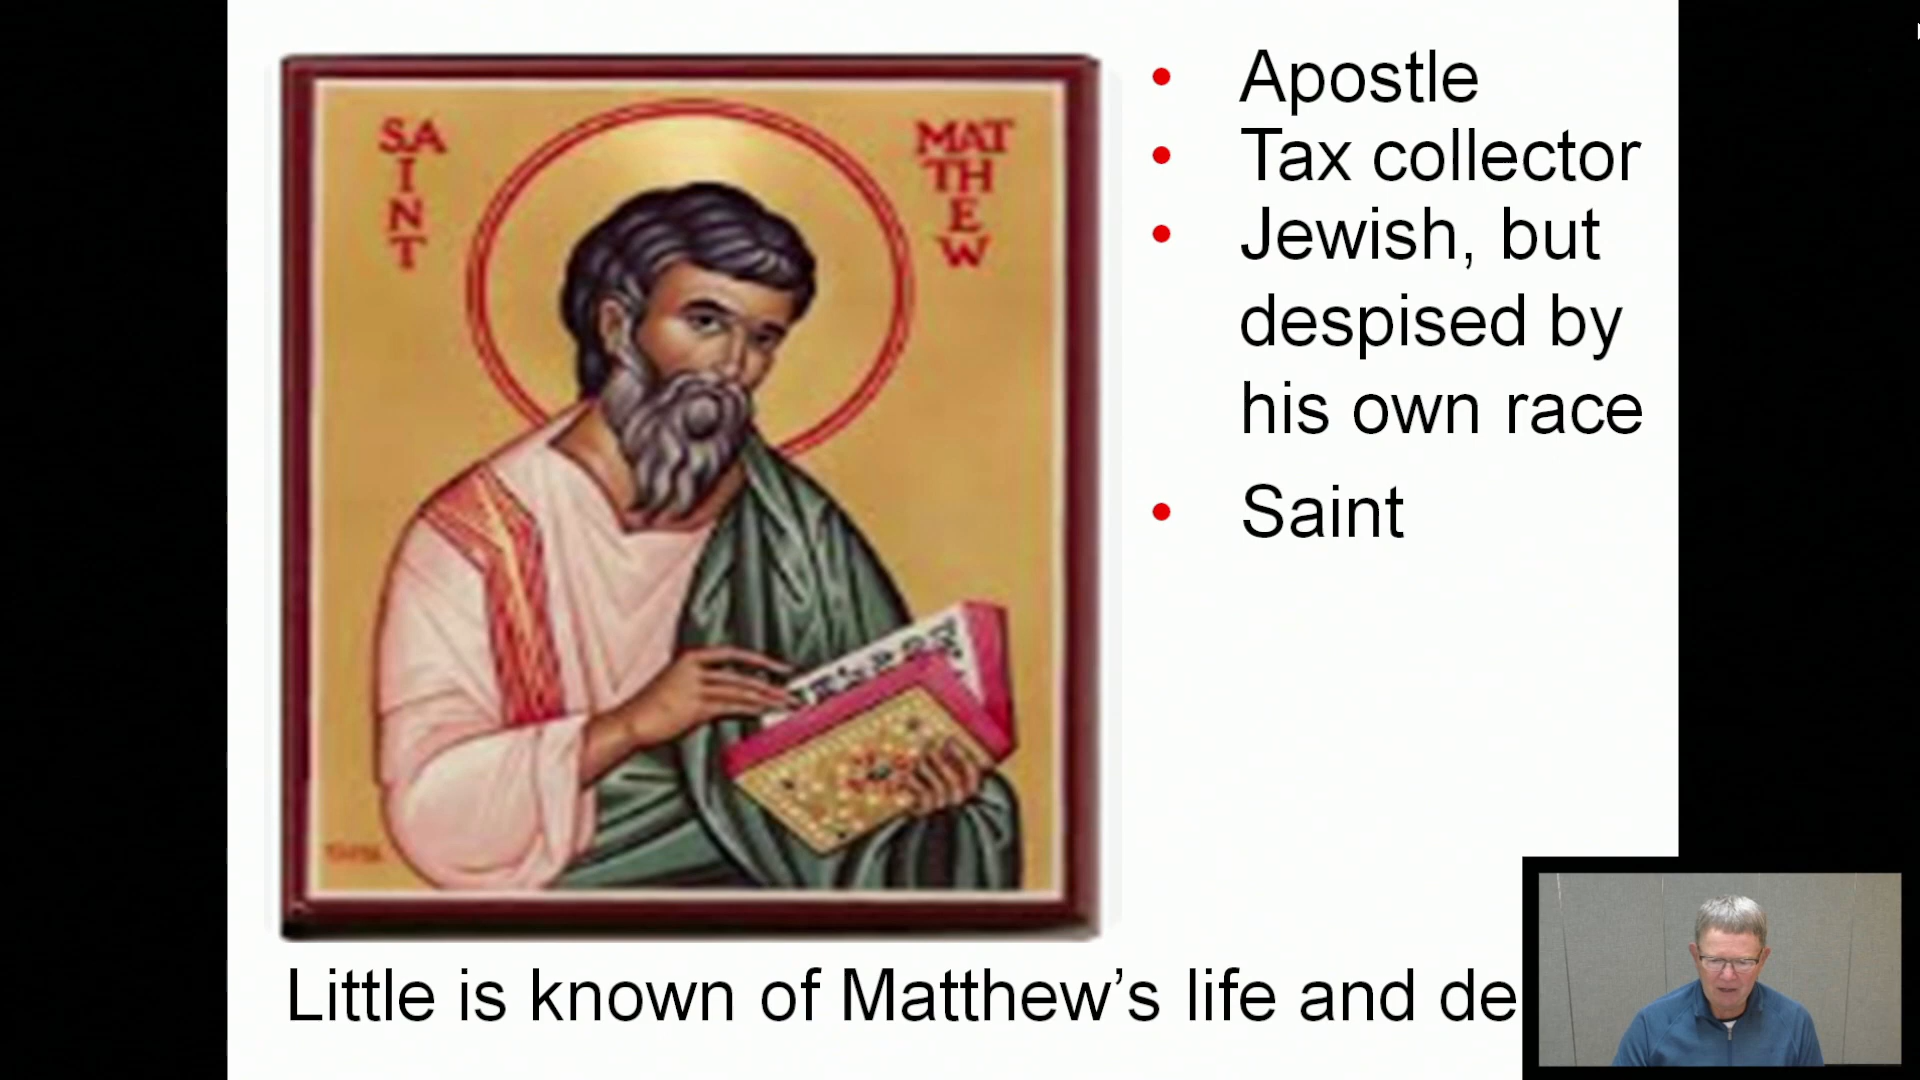 SAINT
MATTHEW
Apostle
Tax collector
Jewish, but
despised by
his own race
Saint
Little is known of Matthew’s life and de